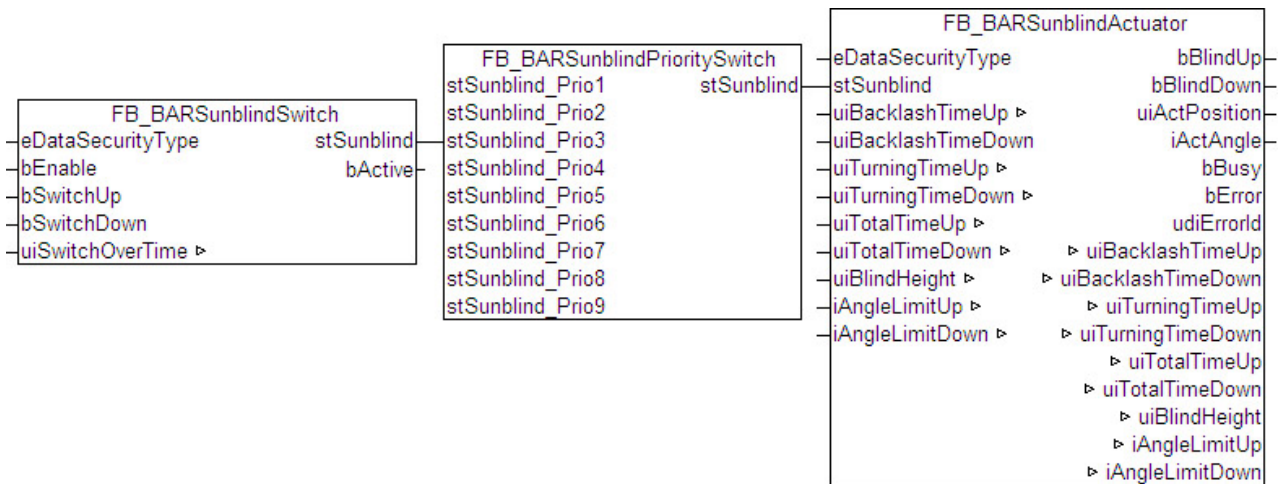 FB_BARSunblindSwitch
eDataSecurityType stSunblind
bEnable bActive
bSwitchUp
bSwitchDown
uiSwitchOverTime ▹
FB_BARSunblindPrioritySwitch
stSunblind_Prio1 stSunblind
stSunblind_Prio2
stSunblind_Prio3
stSunblind_Prio4
stSunblind_Prio5
stSunblind_Prio6
stSunblind_Prio7
stSunblind_Prio8
stSunblind_Prio9
FB_BARSunblindActuator
eDataSecurityType bBlindUp
stSunblind bBlindDown
uiBacklashTimeUp ▹ uiActPosition
uiBacklashTimeDown iActAngle
uiTurningTimeUp ▹ bBusy
uiTurningTimeDown ▹ bError
uiTotalTimeUp ▹ udiErrorId
uiTotalTimeDown ▹ ▹ uiBacklashTimeUp
uiBlindHeight ▹ ▹ uiBacklashTimeDown
iAngleLimitUp ▹ ▹ uiTurningTimeUp
iAngleLimitDown ▹ ▹ uiTurningTimeDown
▹ uiTotalTimeUp
▹ uiTotalTimeDown
▹ uiBlindHeight
▹ iAngleLimitUp
▹ iAngleLimitDown